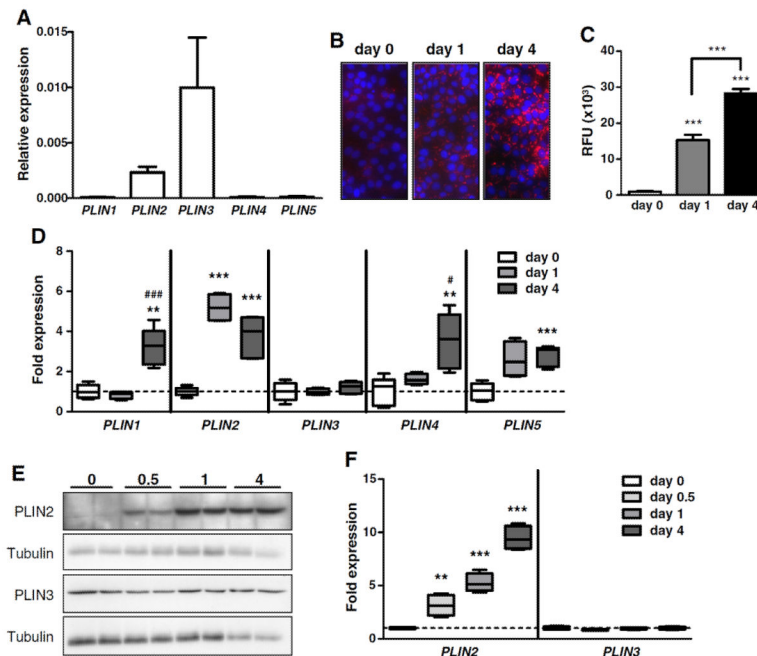 A
Relative expression
0.015
0.010
0.005
0.000
PLIN1 PLIN2 PLIN3 PLIN4 PLIN5
B
day 0 day 1 day 4
C
RFU (x10³)
40
30
20
10
0
***
***
***
day 0 day 1 day 4
D
Fold expression
8
6
4
2
0
###
**
***
***
#
**
***
day 0
day 1
day 4
PLIN1 PLIN2 PLIN3 PLIN4 PLIN5
E
0 0.5 1 4
PLIN2
Tubulin
PLIN3
Tubulin
F
Fold expression
15
10
5
0
**
***
***
day 0
day 0.5
day 1
day 4
PLIN2 PLIN3